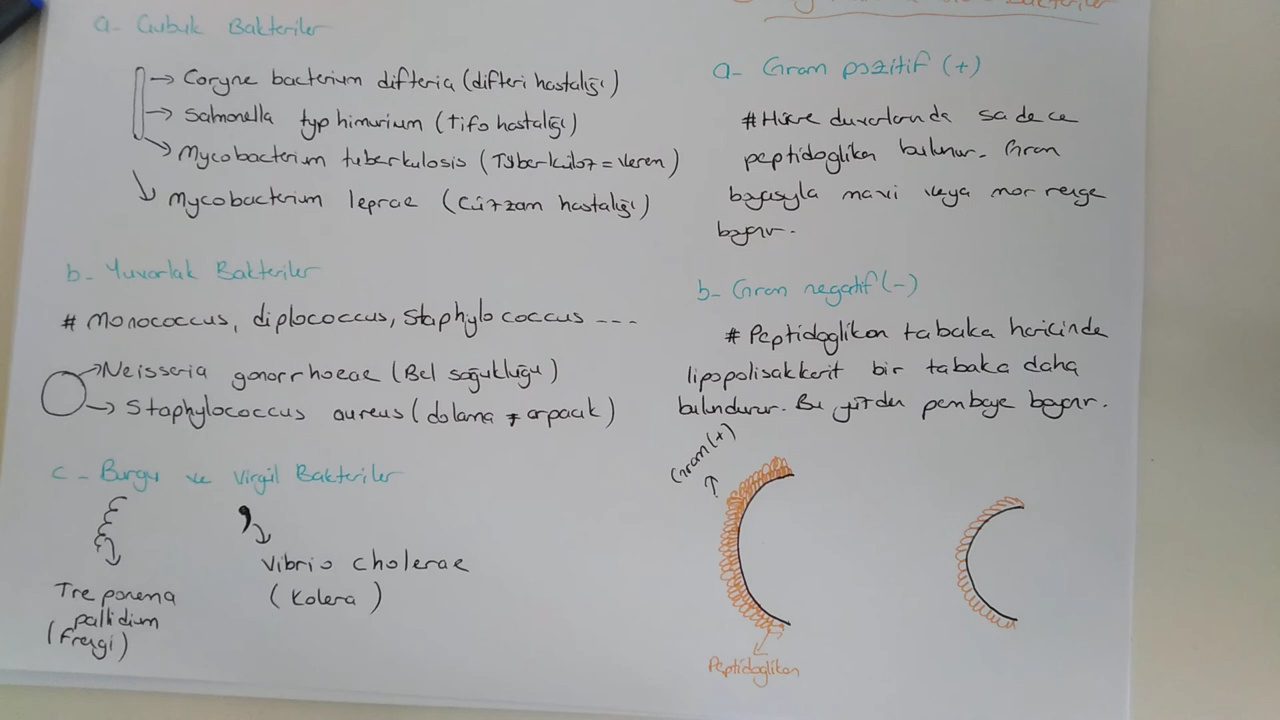 a- Çubuk Bakteriler
→ Coryne bacterium difteria (difteri hastalığı)
→ Salmonella typhimurium (tifo hastalığı)
→ Mycobacterium tuberkulosis (Tüberküloz = Verem)
→ Mycobacterium leprae (Cüzzam hastalığı)
b- Yuvarlak Bakteriler
# Monococcus, diplococcus, Staphylococcus ---
→ Neisseria gonorrhoeae (Bel soğukluğu)
→ Staphylococcus aureus (dolama, arpacık)
c- Burgu ve Virgül Bakteriler
Treponema
pallidium
(Frengi)
Vibrio cholerae
(Kolera)
Bakteriler
a- Gram pozitif (+)
# Hücre duvarlarında sadece
peptidoglikan bulunur. Gram
boyasıyla mavi veya mor renge
boyanır.
b- Gram negatif (-)
# Peptidoglikan tabaka haricinde
lipopolisakkarit bir tabaka daha
bulundurur. Bu yüzden pembeye boyanır.
Gram (+)
↑
Peptidoglikan